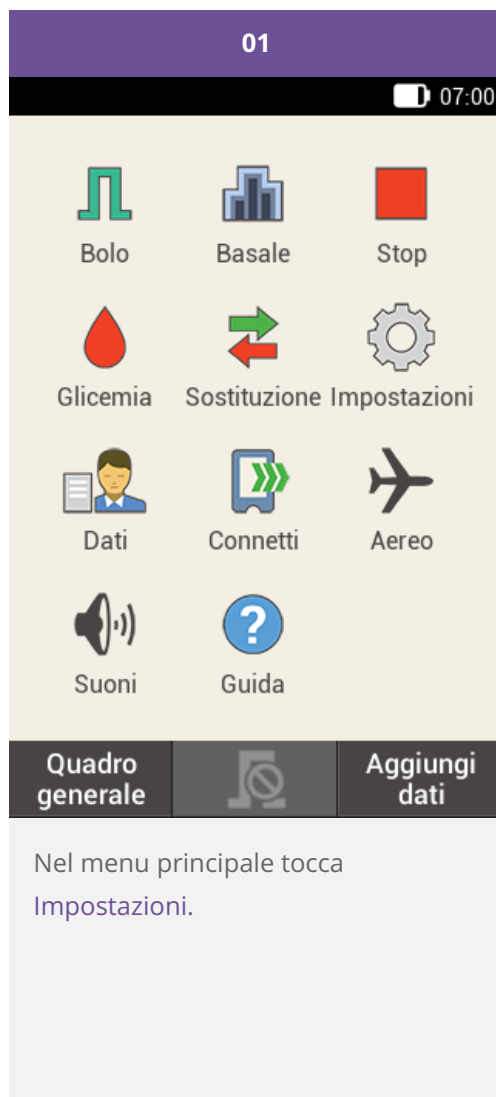 01
07:00
Bolo Basale Stop
Glicemia Sostituzione Impostazioni
Dati Connetti Aereo
?
Suoni Guida
Quadro
generale
Aggiungi
dati
Nel menu principale tocca
Impostazioni.